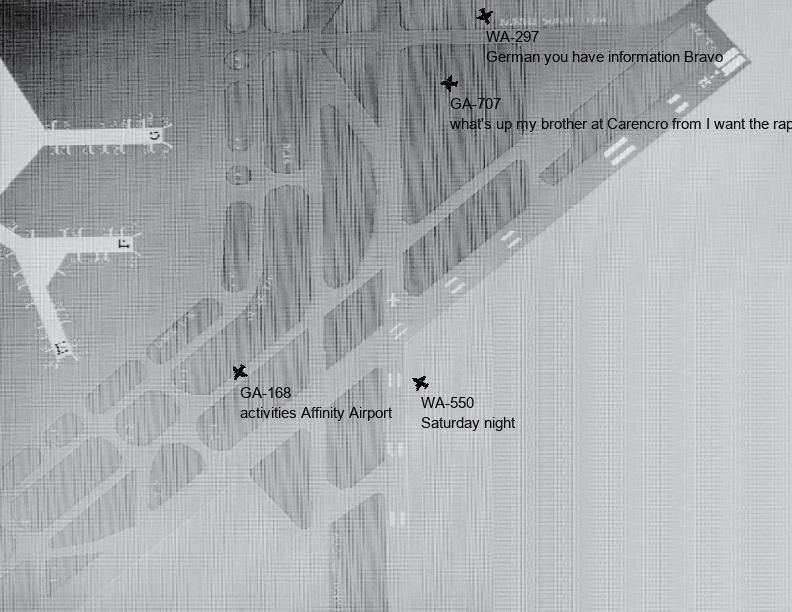 WA-297
German you have information Bravo
GA-707
what's up my brother at Carencro from I want the rap
G
F
GA-168
activities Affinity Airport
WA-550
Saturday night